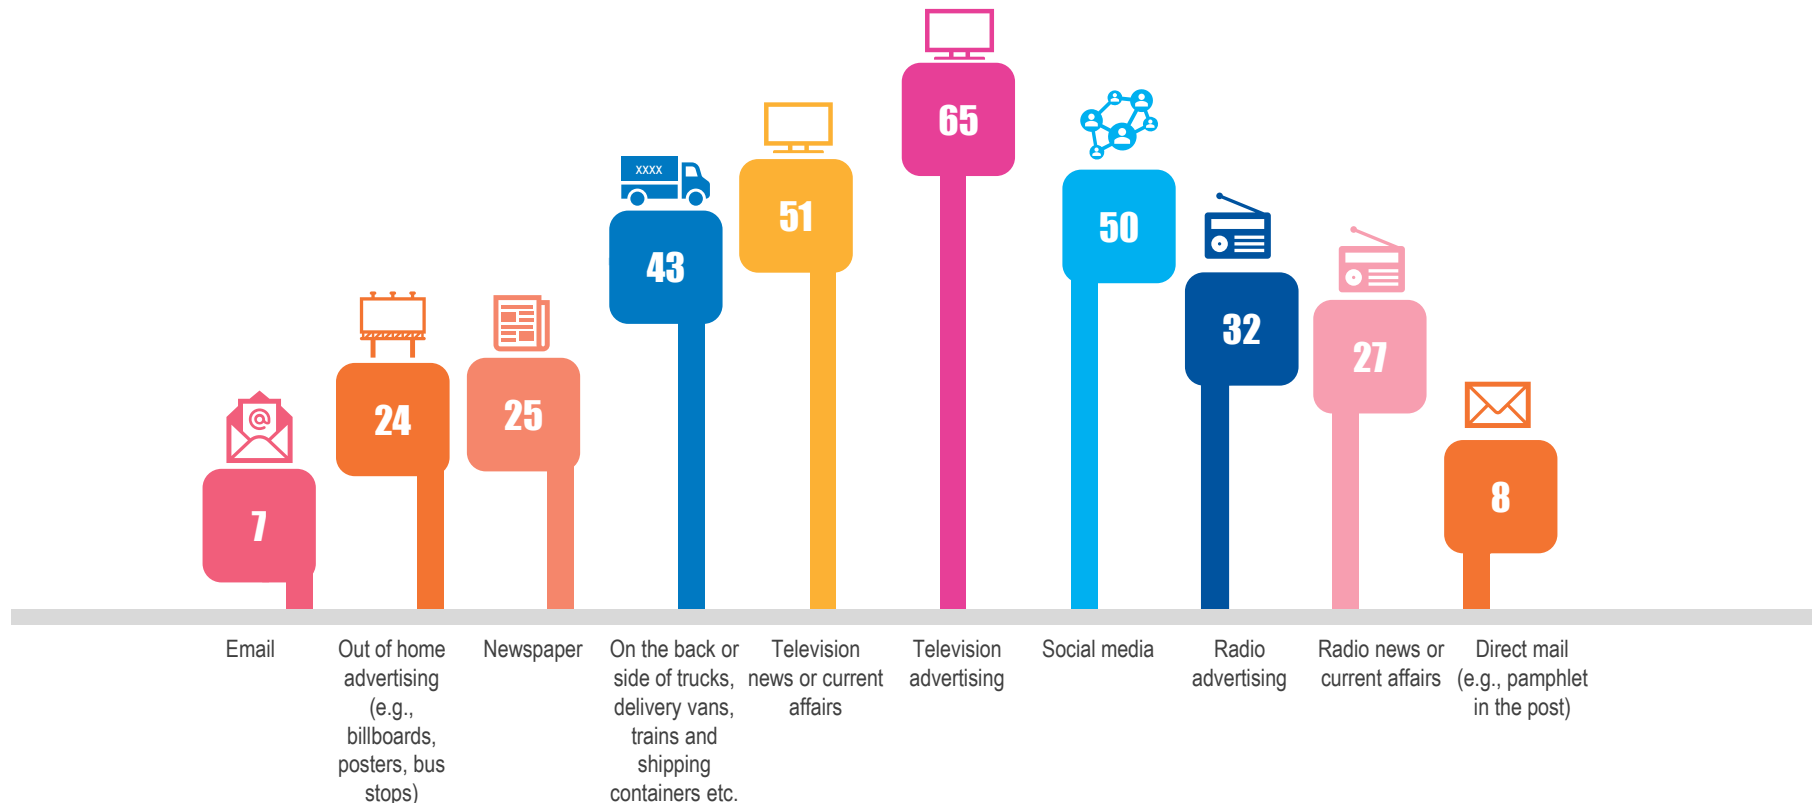 65
XXXX
51
50
43
32
27
24
25
@
8
7
Email
Out of home
advertising
(e.g.,
billboards,
posters, bus
stops)
Newspaper
On the back or
side of trucks,
delivery vans,
trains and
shipping
containers etc.
Television
news or current
affairs
Television
advertising
Social media
Radio
advertising
Radio news or
current affairs
Direct mail
(e.g., pamphlet
in the post)